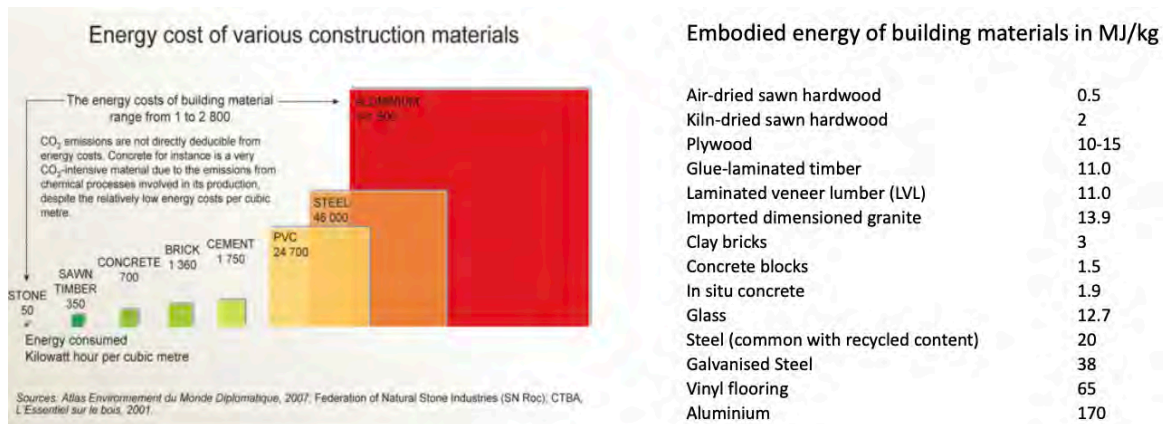 Energy cost of various construction materials
The energy costs of building material
range from 1 to 2 800
CO₂ emissions are not directly deducible from
energy costs. Concrete for instance is a very
CO₂-intensive material due to the emissions from
chemical processes involved in its production,
despite the relatively low energy costs per cubic
metre.
ALUMINIUM
STEEL
46 000
PVC
24 700
CEMENT
1 750
BRICK
1 360
CONCRETE
700
SAWN
TIMBER
350
STONE
50
Energy consumed
Kilowatt hour per cubic metre
Sources: Atlas Environnement du Monde Diplomatique, 2007; Federation of Natural Stone Industries (SN Roc); CTBA,
L'Essentiel sur le bois, 2001.
Embodied energy of building materials in MJ/kg
Air-dried sawn hardwood 0.5
Kiln-dried sawn hardwood 2
Plywood 10-15
Glue-laminated timber 11.0
Laminated veneer lumber (LVL) 11.0
Imported dimensioned granite 13.9
Clay bricks 3
Concrete blocks 1.5
In situ concrete 1.9
Glass 12.7
Steel (common with recycled content) 20
Galvanised Steel 38
Vinyl flooring 65
Aluminium 170